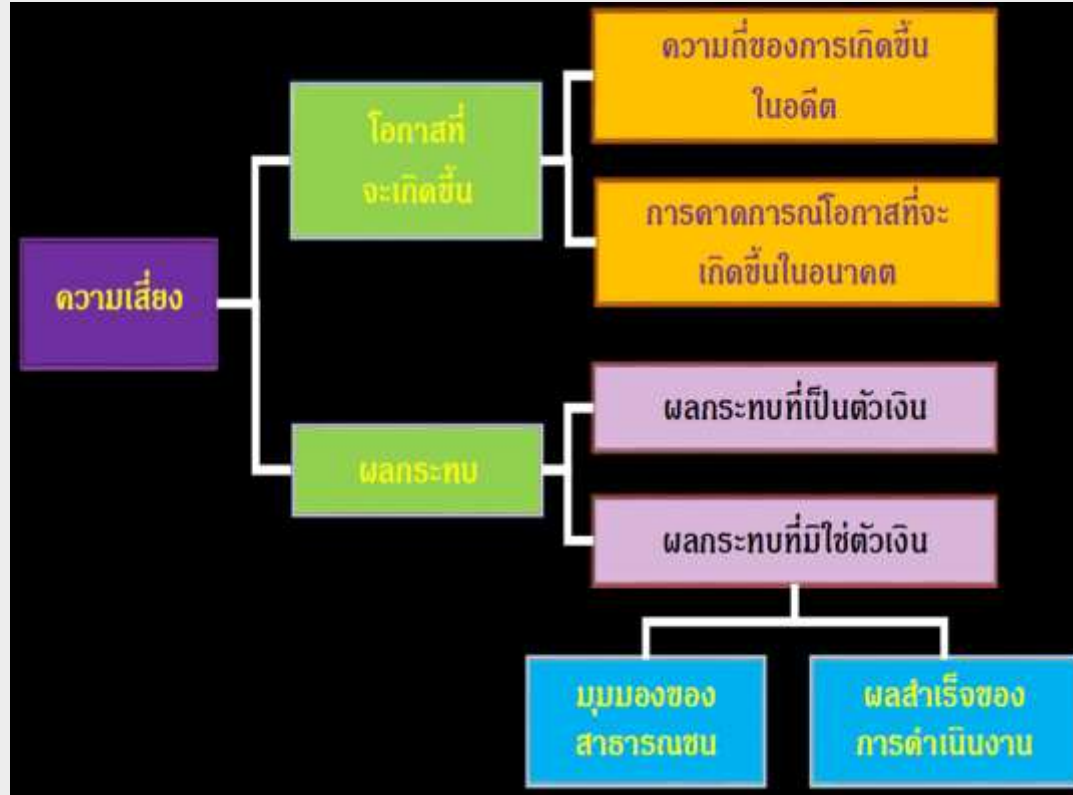 ความถี่ของการเกิดขึ้น
ในอดีต
โอกาสที่
จะเกิดขึ้น
การคาดการณ์โอกาสที่จะ
เกิดขึ้นในอนาคต
ความเสี่ยง
ผลกระทบที่เป็นตัวเงิน
ผลกระทบ
ผลกระทบที่มิใช่ตัวเงิน
มุมมองของ
สาธารณชน
ผลสำเร็จของ
การดำเนินงาน